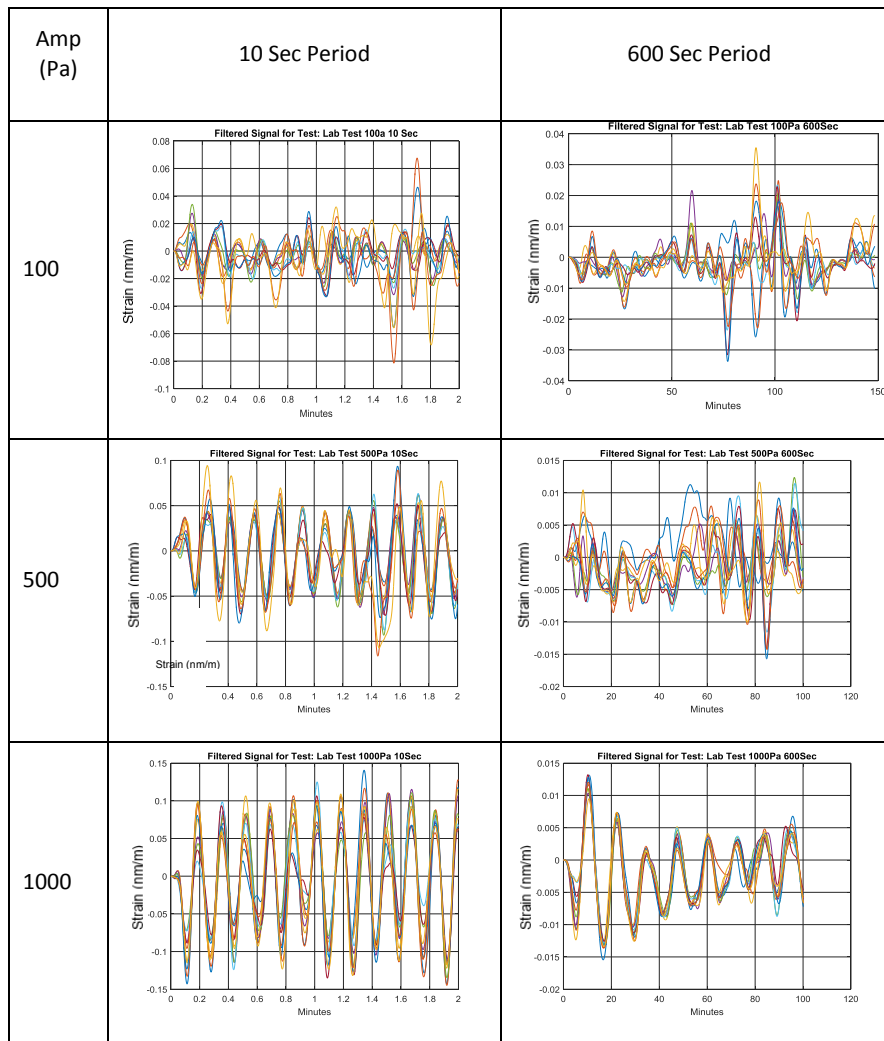 Amp
(Pa)
10 Sec Period
600 Sec Period
100
Filtered Signal for Test: Lab Test 100a 10 Sec
0.08
0.06
0.04
0.02
0
-0.02
-0.04
-0.06
-0.08
-0.1
Strain (nm/m)
0 0.2 0.4 0.6 0.8 1 1.2 1.4 1.6 1.8 2
Minutes
Filtered Signal for Test: Lab Test 100Pa 600Sec
0.04
0.03
0.02
0.01
0
-0.01
-0.02
-0.03
-0.04
Strain (nm/m)
0 50 100 150
Minutes
500
Filtered Signal for Test: Lab Test 500Pa 10Sec
0.1
0.05
0
-0.05
-0.1
-0.15
Strain (nm/m)
Strain (nm/m)
0 0.2 0.4 0.6 0.8 1 1.2 1.4 1.6 1.8 2
Minutes
Filtered Signal for Test: Lab Test 500Pa 600Sec
0.015
0.01
0.005
0
-0.005
-0.01
-0.015
-0.02
Strain (nm/m)
0 20 40 60 80 100 120
Minutes
1000
Filtered Signal for Test: Lab Test 1000Pa 10Sec
0.15
0.1
0.05
0
-0.05
-0.1
-0.15
Strain (nm/m)
0 0.2 0.4 0.6 0.8 1 1.2 1.4 1.6 1.8 2
Minutes
Filtered Signal for Test: Lab Test 1000Pa 600Sec
0.015
0.01
0.005
0
0.005
-0.01
-0.015
-0.02
Strain (nm/m)
0 20 40 60 80 100 120
Minutes